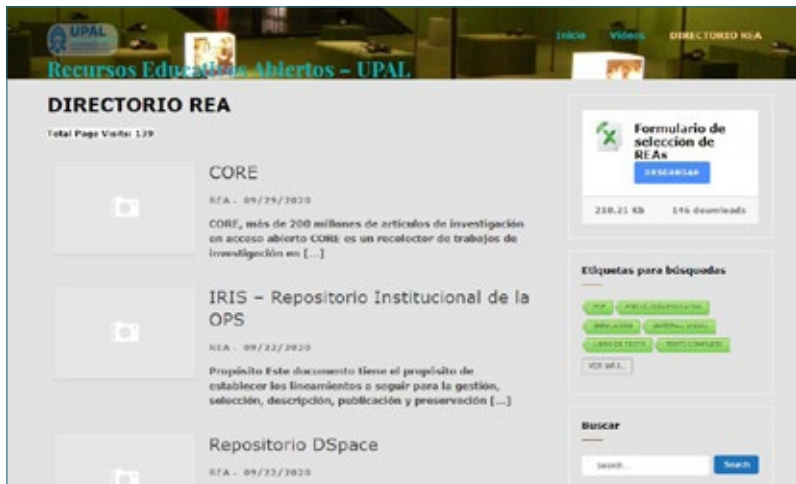 UPAL
Inicio Videos DIRECTORIO REA
Recursos Educativos Abiertos – UPAL
DIRECTORIO REA
Total Page Visits: 139
CORE
REA - 09/29/2020
CORE, más de 200 millones de artículos de investigación
en acceso abierto CORE es un recolector de trabajos de
investigación en [...]
IRIS – Repositorio Institucional de la
OPS
REA - 09/22/2020
Propósito Este documento tiene el propósito de
establecer los lineamientos a seguir para la gestión,
selección, descripción, publicación y preservación [...]
Repositorio DSpace
REA - 09/22/2020
Formulario de
selección de
REAs
DESCARGAR
210.21 Kb 146 downloads
Etiquetas para búsquedas
PDF
SIMULACIÓN MATERIAL VISUAL
LIBRO DE TEXTO TEXTO COMPLETO
VER MÁS...
Buscar
Search... Search